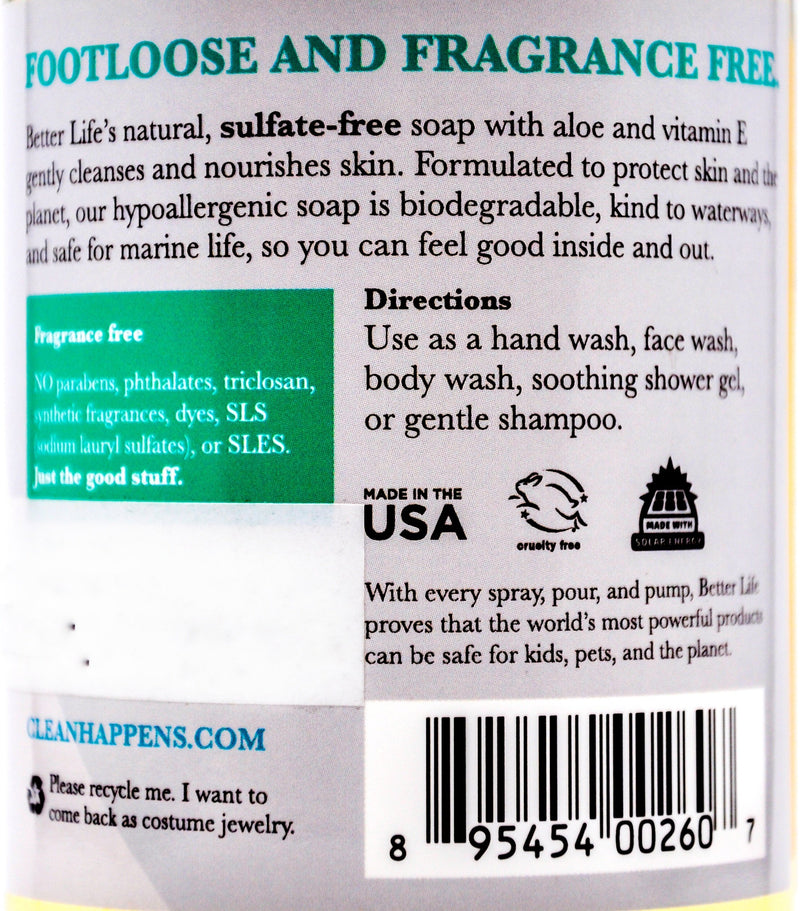 FOOTLOOSE AND FRAGRANCE FREE.
Better Life's natural, sulfate-free soap with aloe and vitamin E
gently cleanses and nourishes skin. Formulated to protect skin and the
planet, our hypoallergenic soap is biodegradable, kind to waterways,
and safe for marine life, so you can feel good inside and out.
Fragrance free
NO parabens, phthalates, triclosan,
synthetic fragrances, dyes, SLS
(sodium lauryl sulfates), or SLES.
Just the good stuff.
Directions
Use as a hand wash, face wash,
body wash, soothing shower gel,
or gentle shampoo.
MADE IN THE
USA
cruelty free
MADE WITH
SOLAR ENERGY
With every spray, pour, and pump, Better Life
proves that the world's most powerful products
can be safe for kids, pets, and the planet.
CLEANHAPPENS.COM
Please recycle me. I want to
come back as costume jewelry.
8 95454 00260 7